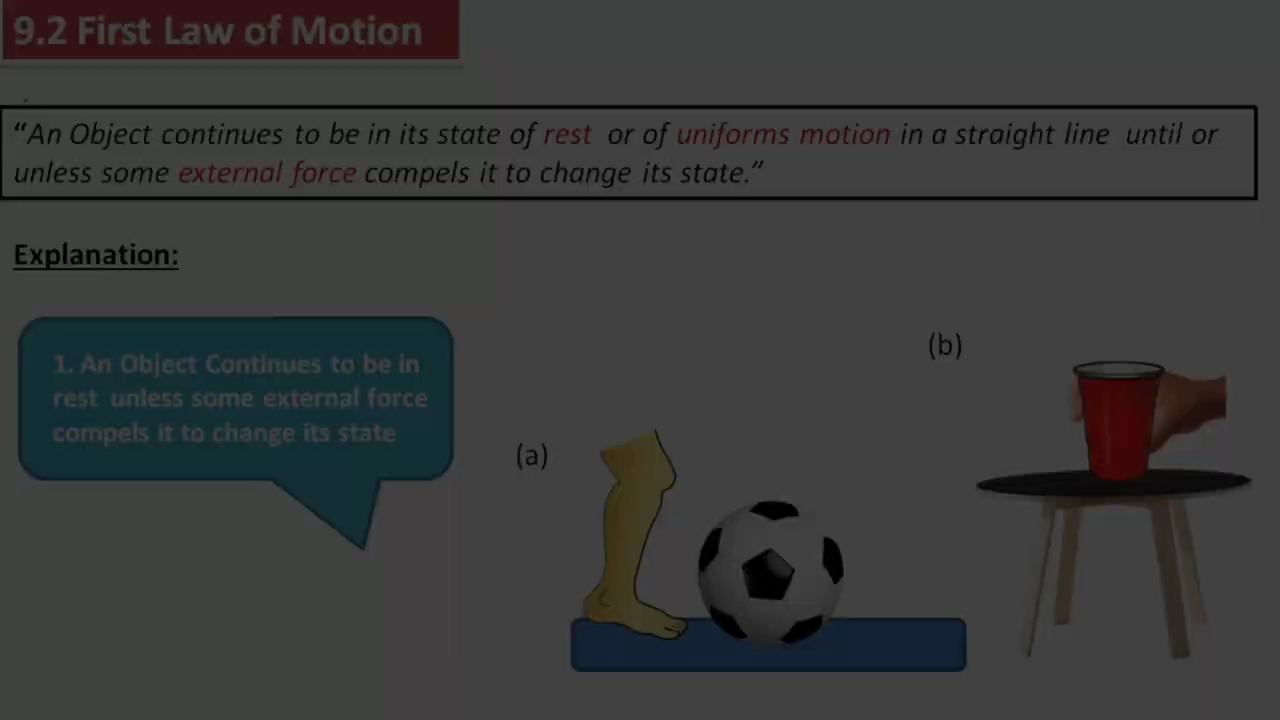 9.2 First Law of Motion
“An Object continues to be in its state of rest or of uniforms motion in a straight line until or
unless some external force compels it to change its state.”
Explanation:
1. An Object Continues to be in
rest unless some external force
compels it to change its state
(a)
(b)